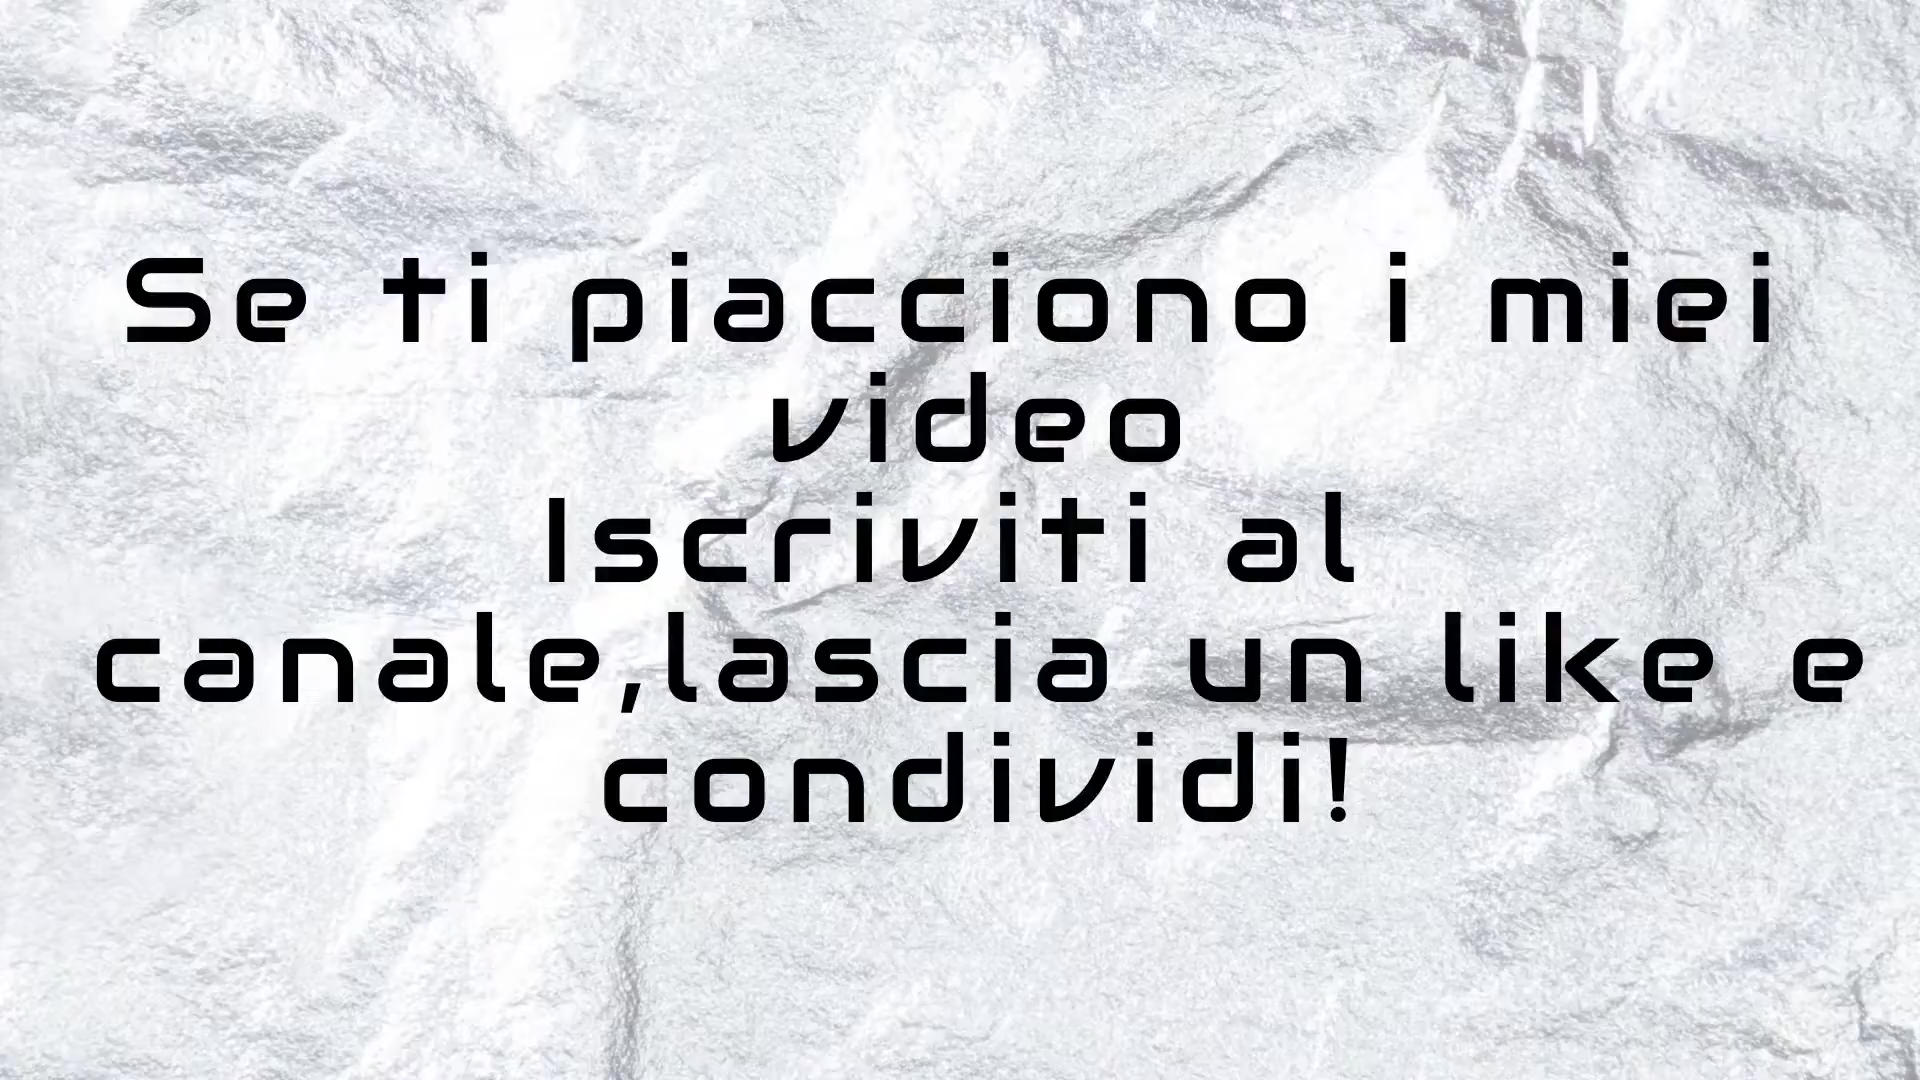 Se ti piacciono i miei
video
Iscriviti al
canale,lascia un like e
condividi!